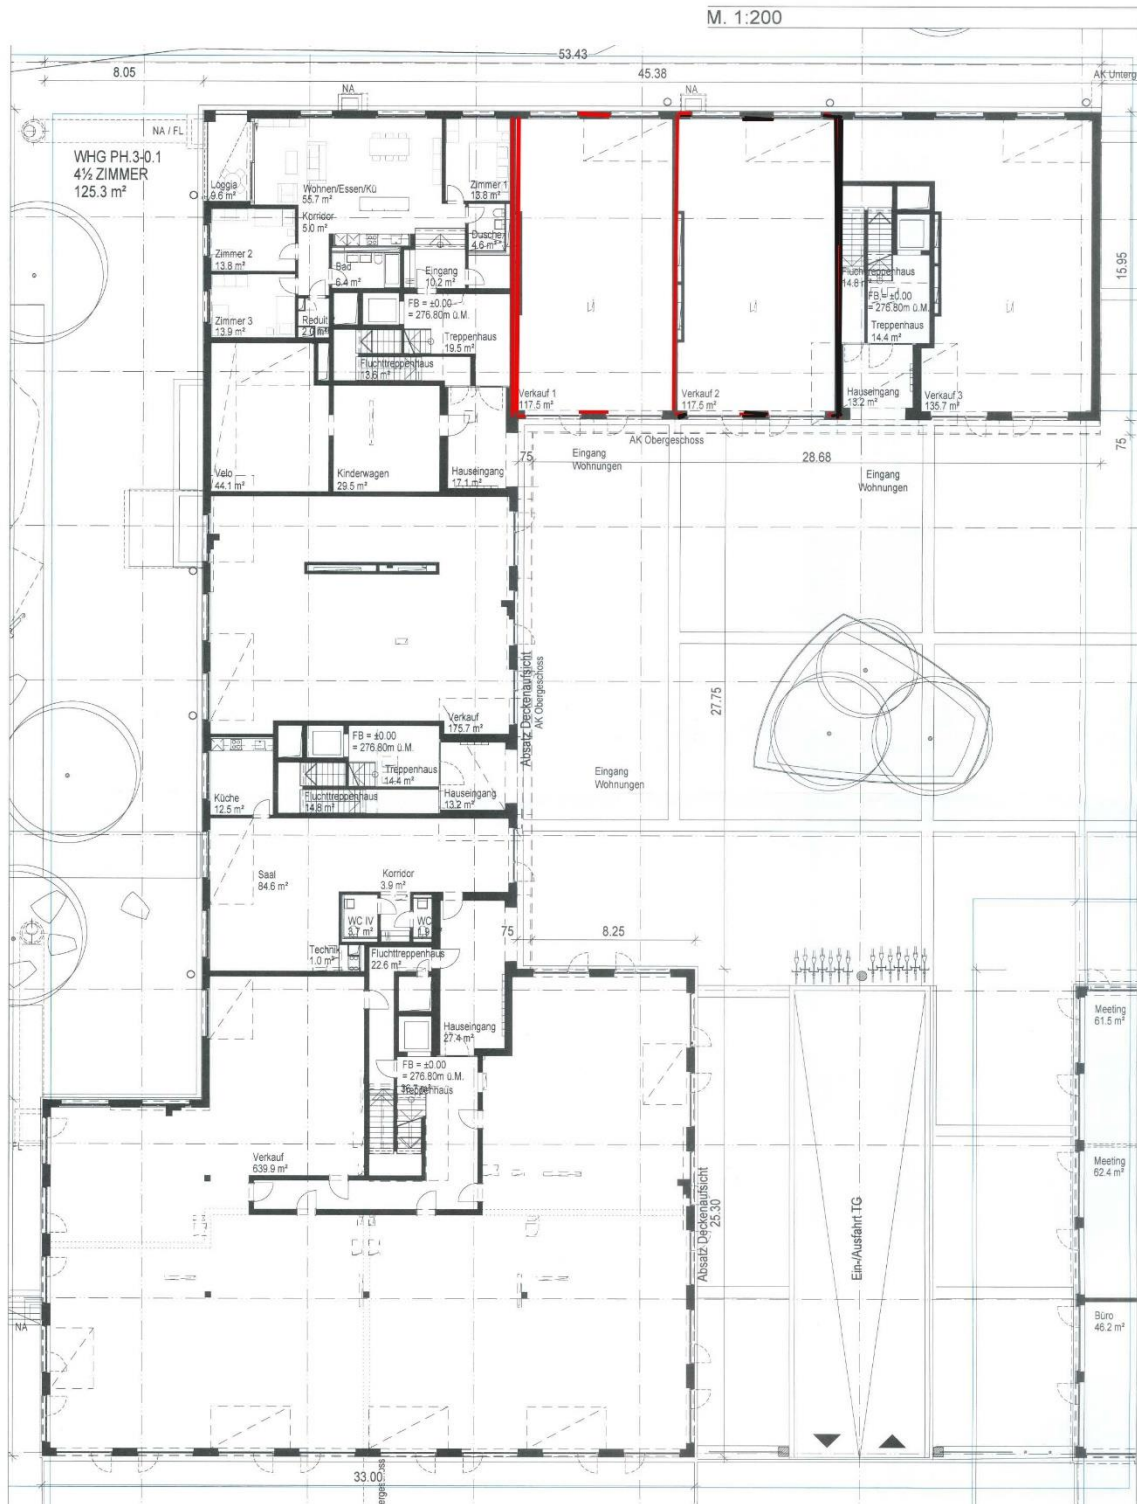 M. 1:200
53.43
8.05
45.38
NA
NA
NA / FL
WHG PH.3-0.1
4½ ZIMMER
125.3 m²
Loggia
9.6 m²
Wohnen/Essen/Kü
55.7 m²
Zimmer 1
13.8 m²
Korridor
5.0 m²
Dusche
4.6 m²
Zimmer 2
13.8 m²
Bad
6.4 m²
Eingang
10.2 m²
Zimmer 3
13.9 m²
Reduit
FB = ±0.00
= 276.80m ü.M.
Treppenhaus
19.5 m²
Fluchttreppenhaus
13.6 m²
Fluchttreppenhaus
14.8 m²
FB = ±0.00
= 276.80m ü.M.
Treppenhaus
14.4 m²
15.95
Verkauf 1
117.5 m²
Verkauf 2
117.5 m²
Hauseingang
13.2 m²
Verkauf 3
135.7 m²
AK Obergeschoss
75
28.68
75
Eingang
Wohnungen
Eingang
Wohnungen
Velo
44.1 m²
Kinderwagen
29.5 m²
Hauseingang
17.1 m²
Verkauf
175.7 m²
Absatz Deckenaufsicht
AK Obergeschoss
27.75
FB = ±0.00
= 276.80m ü.M.
Treppenhaus
14.4 m²
Fluchttreppenhaus
14.8 m²
Hauseingang
13.2 m²
Küche
12.5 m²
Eingang
Wohnungen
Saal
84.6 m²
Korridor
3.9 m²
WC IV
3.7 m²
WC
1.9
Technik
1.0 m²
Fluchttreppenhaus
22.6 m²
75
8.25
Hauseingang
27.4 m²
FB = ±0.00
= 276.80m ü.M.
Treppenhaus
Meeting
61.5 m²
Verkauf
639.9 m²
Meeting
62.4 m²
Absatz Deckenaufsicht
25.30
Ein-/Ausfahrt TG
NA
Büro
46.2 m²
33.00